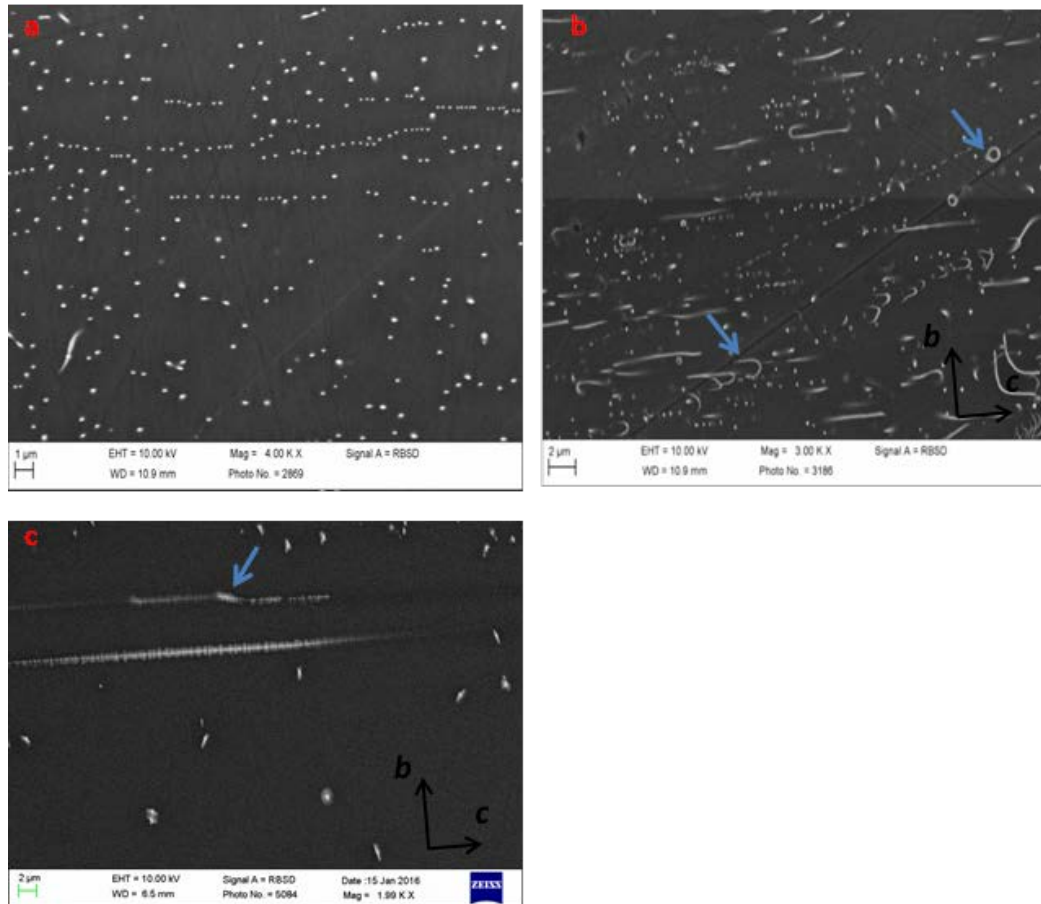 a
1 µm
EHT = 10.00 kV
Mag = 4.00 K X
Signal A = RBSD
WD = 10.9 mm
Photo No. = 2869
b
b
c
2 µm
EHT = 10.00 kV
Mag = 3.00 K X
Signal A = RBSD
WD = 10.9 mm
Photo No. = 3186
c
b
c
2 µm
EHT = 10.00 kV
Signal A = RBSD
Date :15 Jan 2016
WD = 6.5 mm
Photo No. = 5084
Mag = 1.99 K X
ZEISS